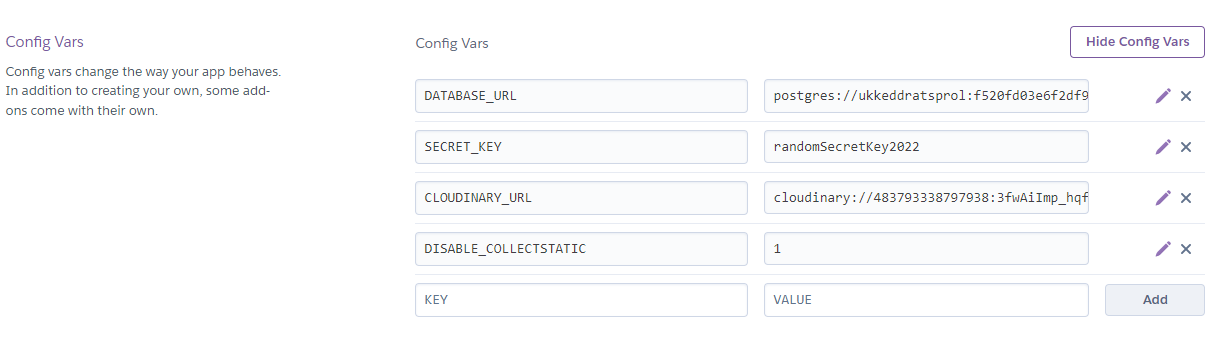 Config Vars
Config vars change the way your app behaves.
In addition to creating your own, some add-
ons come with their own.
Config Vars
Hide Config Vars
DATABASE_URL postgres://ukkeddratsprol:f520fd03e6f2df9
SECRET_KEY randomSecretKey2022
CLOUDINARY_URL cloudinary://483793338797938:3fwAiImp_hqf
DISABLE_COLLECTSTATIC 1
KEY VALUE Add